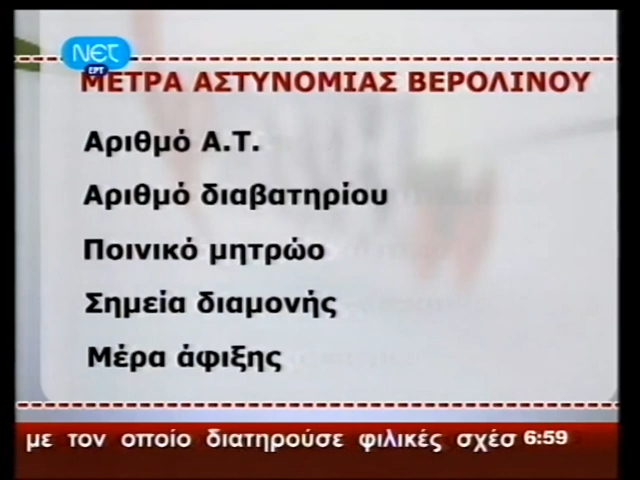 NET
ΕΡΤ
ΜΕΤΡΑ ΑΣΤΥΝΟΜΙΑΣ ΒΕΡΟΛΙΝΟΥ
Αριθμό Α.Τ.
Αριθμό διαβατηρίου
Ποινικό μητρώο
Σημεία διαμονής
Μέρα άφιξης
με τον οποίο διατηρούσε φιλικές σχέσ 6:59